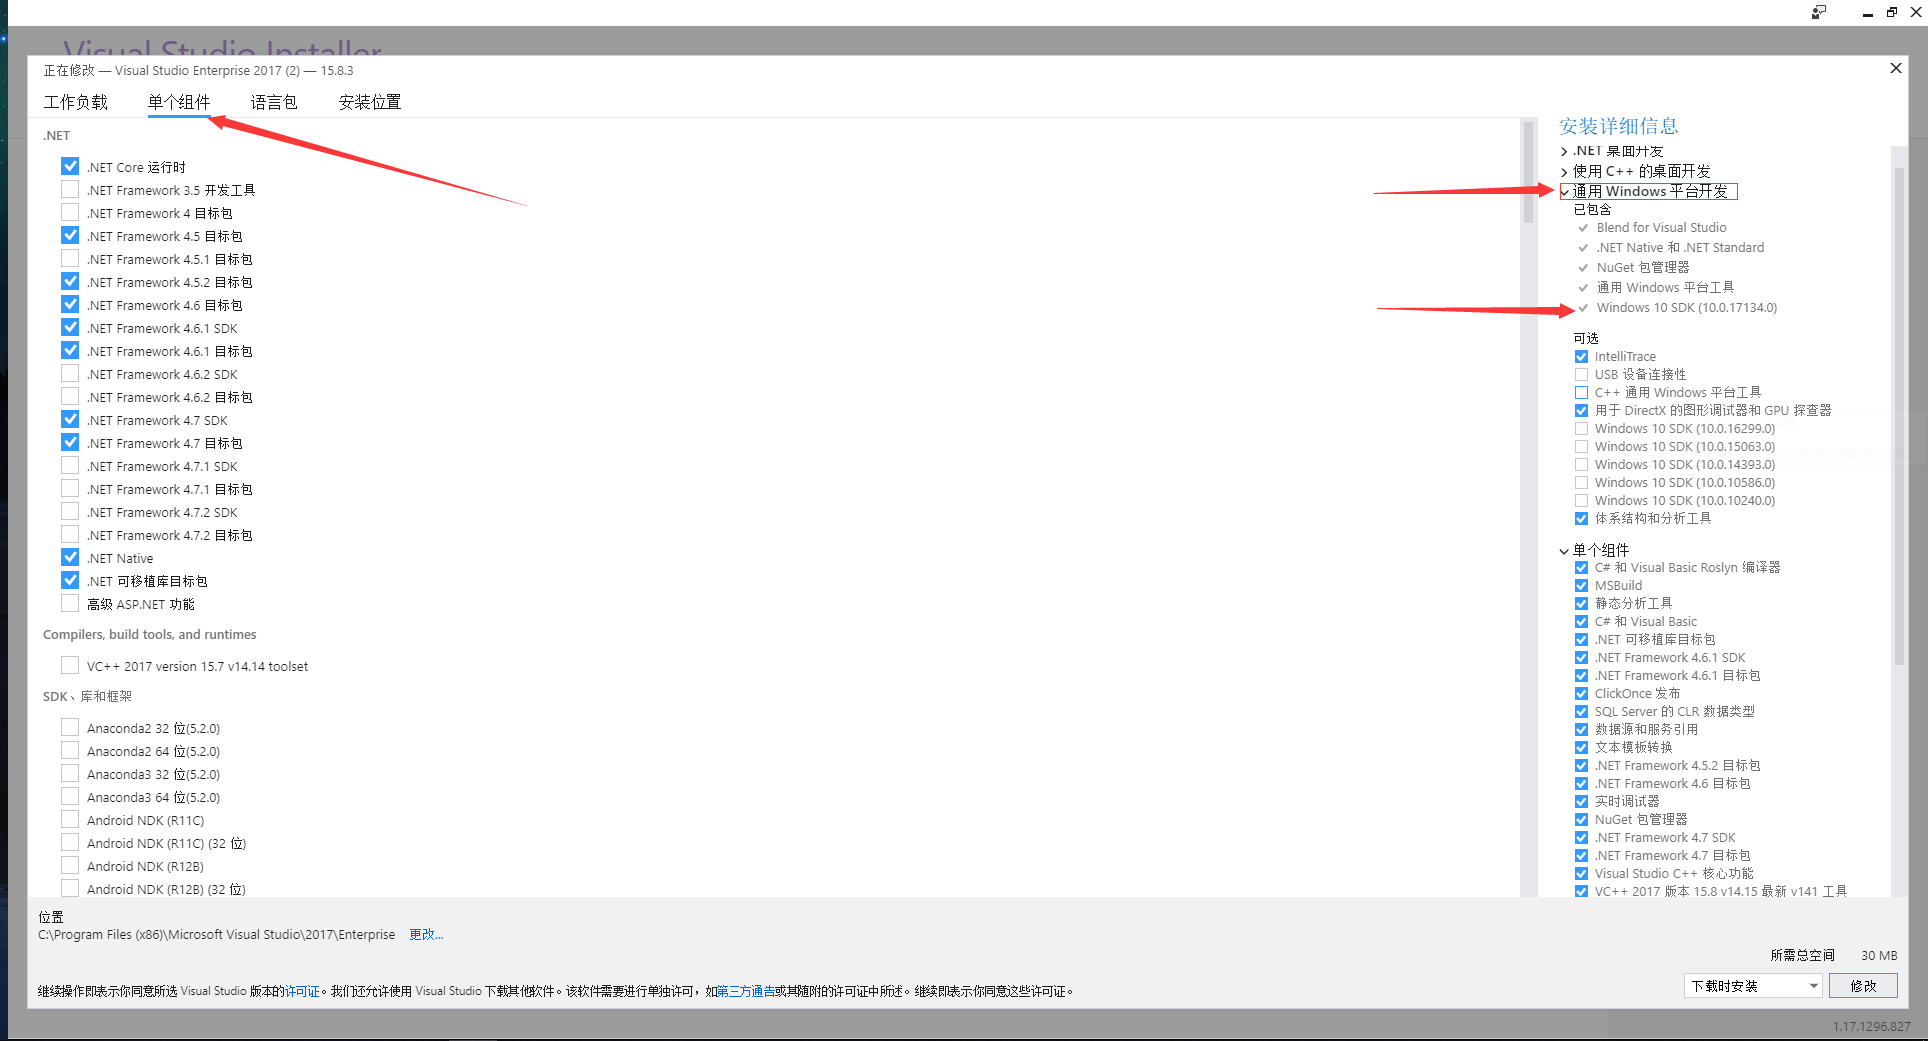 Visual Studio Installer
正在修改 — Visual Studio Enterprise 2017 (2) — 15.8.3
工作负载 单个组件 语言包 安装位置
.NET
.NET Core 运行时
.NET Framework 3.5 开发工具
.NET Framework 4 目标包
.NET Framework 4.5 目标包
.NET Framework 4.5.1 目标包
.NET Framework 4.5.2 目标包
.NET Framework 4.6 目标包
.NET Framework 4.6.1 SDK
.NET Framework 4.6.1 目标包
.NET Framework 4.6.2 SDK
.NET Framework 4.6.2 目标包
.NET Framework 4.7 SDK
.NET Framework 4.7 目标包
.NET Framework 4.7.1 SDK
.NET Framework 4.7.1 目标包
.NET Framework 4.7.2 SDK
.NET Framework 4.7.2 目标包
.NET Native
.NET 可移植库目标包
高级 ASP.NET 功能
Compilers, build tools, and runtimes
VC++ 2017 version 15.7 v14.14 toolset
SDK、库和框架
Anaconda2 32 位(5.2.0)
Anaconda2 64 位(5.2.0)
Anaconda3 32 位(5.2.0)
Anaconda3 64 位(5.2.0)
Android NDK (R11C)
Android NDK (R11C) (32 位)
Android NDK (R12B)
Android NDK (R12B) (32 位)
安装详细信息
.NET 桌面开发
使用 C++ 的桌面开发
通用 Windows 平台开发
已包含
Blend for Visual Studio
.NET Native 和 .NET Standard
NuGet 包管理器
通用 Windows 平台工具
Windows 10 SDK (10.0.17134.0)
可选
IntelliTrace
USB 设备连接性
C++ 通用 Windows 平台工具
用于 DirectX 的图形调试器和 GPU 探查器
Windows 10 SDK (10.0.16299.0)
Windows 10 SDK (10.0.15063.0)
Windows 10 SDK (10.0.14393.0)
Windows 10 SDK (10.0.10586.0)
Windows 10 SDK (10.0.10240.0)
体系结构和分析工具
单个组件
C# 和 Visual Basic Roslyn 编译器
MSBuild
静态分析工具
C# 和 Visual Basic
.NET 可移植库目标包
.NET Framework 4.6.1 SDK
.NET Framework 4.6.1 目标包
ClickOnce 发布
SQL Server 的 CLR 数据类型
数据源和服务引用
文本模板转换
.NET Framework 4.5.2 目标包
.NET Framework 4.6 目标包
实时调试器
NuGet 包管理器
.NET Framework 4.7 SDK
.NET Framework 4.7 目标包
Visual Studio C++ 核心功能
VC++ 2017 版本 15.8 v14.15 最新 v141 工具
位置
C:\Program Files (x86)\Microsoft Visual Studio\2017\Enterprise 更改...
所需总空间 30 MB
继续操作即表示你同意所选 Visual Studio 版本的许可证。我们还允许使用 Visual Studio 下载其他软件。该软件需要进行单独许可，如第三方通告或其随附的许可证中所述。继续即表示你同意这些许可证。
下载时安装 修改
1.17.1296.827